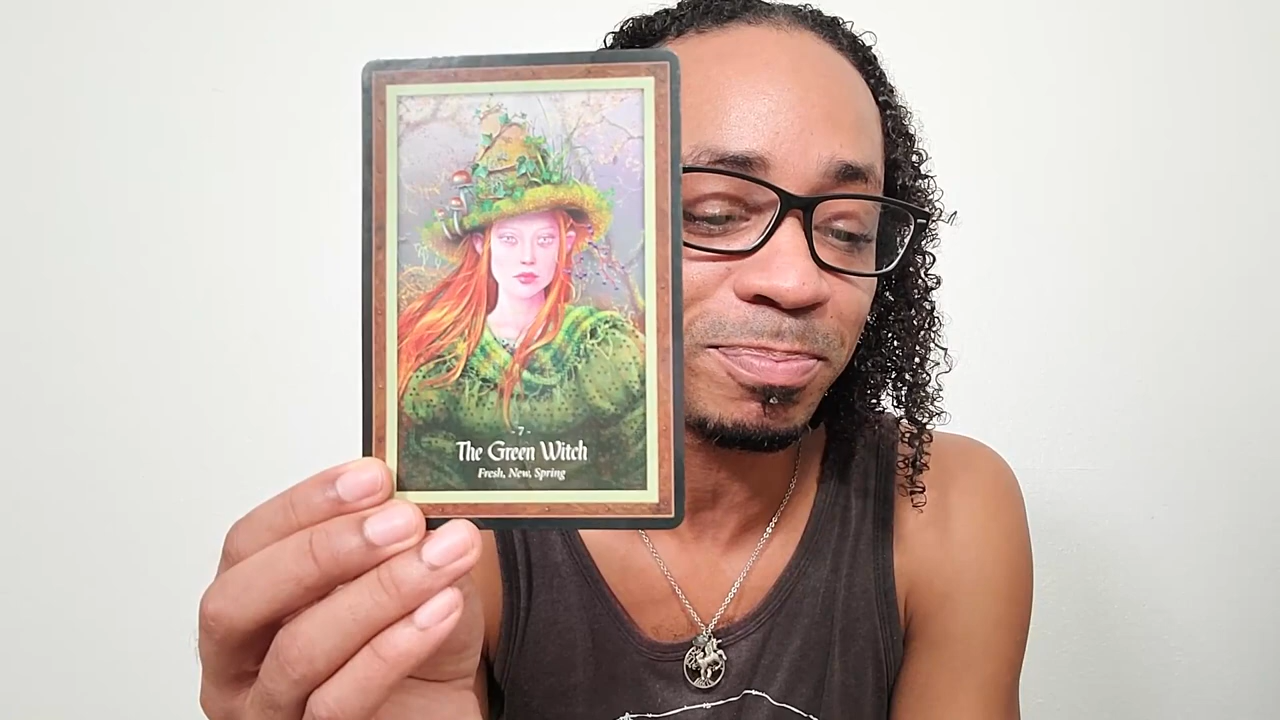 - 7 -
The Green Witch
Fresh, New, Spring